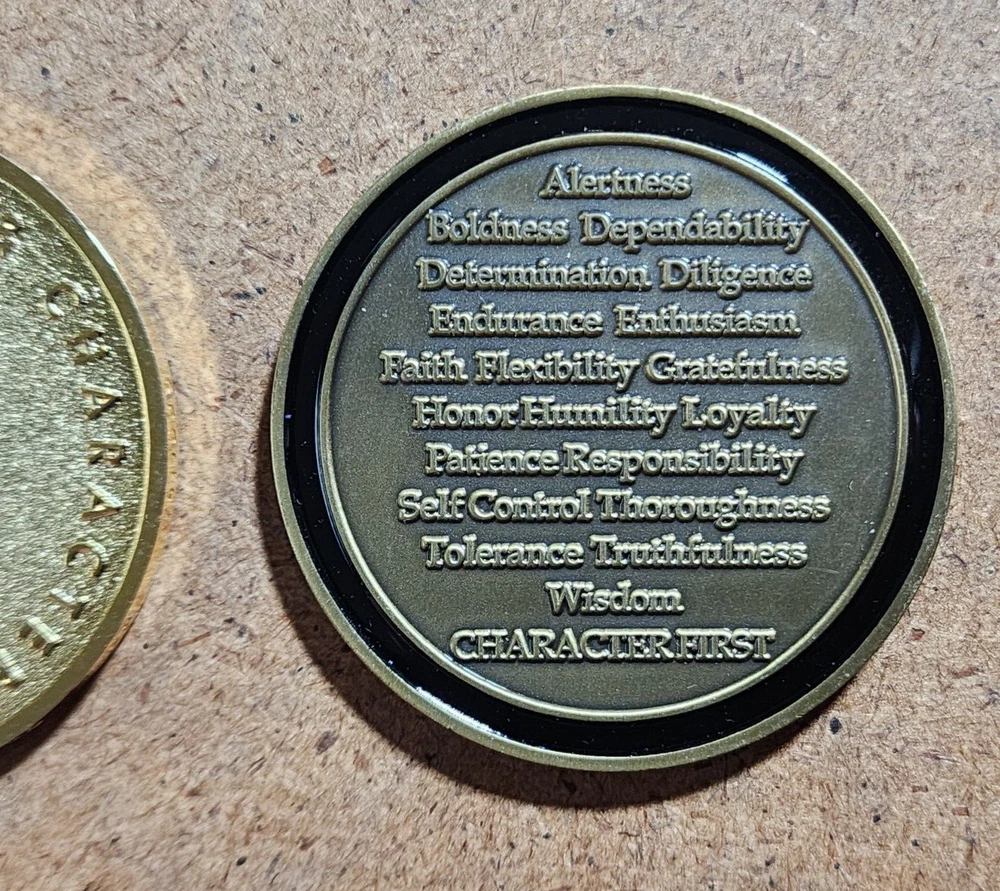 Alertness
Boldness Dependability
Determination Diligence
Endurance Enthusiasm
Faith Flexibility Gratefulness
Honor Humility Loyalty
Patience Responsibility
Self Control Thoroughness
Tolerance Truthfulness
Wisdom
CHARACTER FIRST
CHARACTER